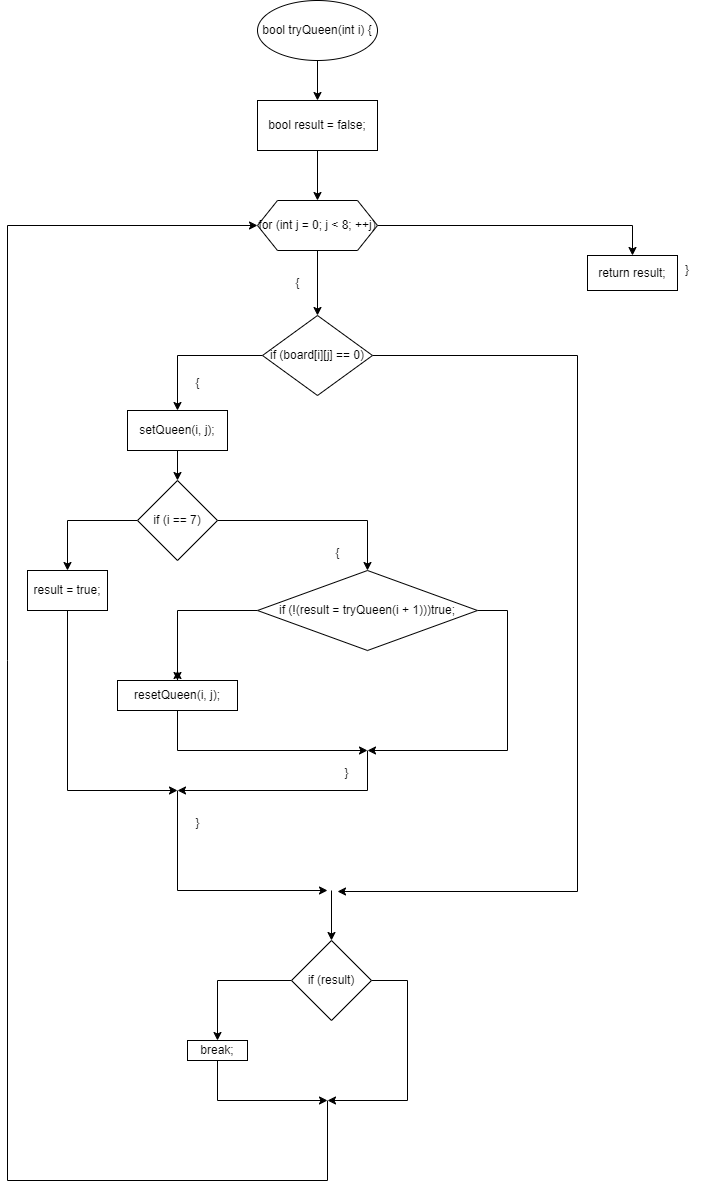 bool tryQueen(int i) {
bool result = false;
for (int j = 0; j < 8; ++j)
return result;
}
{
if (board[i][j] == 0)
{
setQueen(i, j);
if (i == 7)
{
result = true;
if (!(result = tryQueen(i + 1)))true;
resetQueen(i, j);
}
}
if (result)
break;